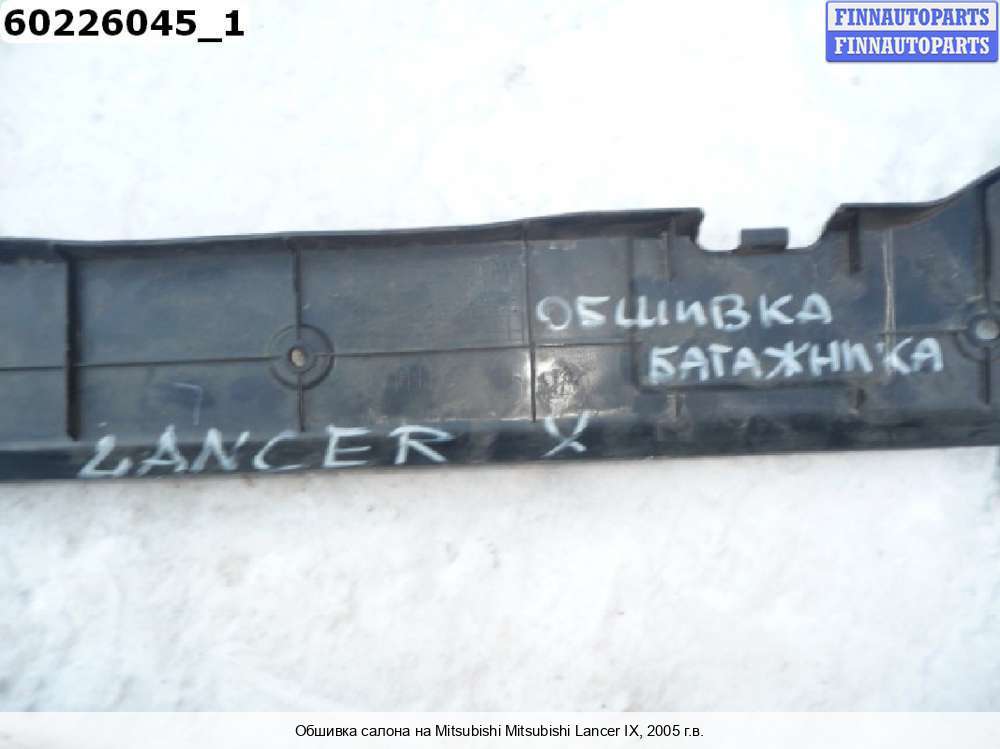 60226045_1
FINNAUTOPARTS
FINNAUTOPARTS
ОБШИВКА
БАГАЖНИКА
LANCER X
Обшивка салона на Mitsubishi Mitsubishi Lancer IX, 2005 г.в.